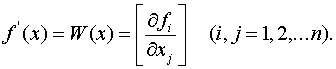 f'(x) = W(x) = [∂f_i/∂x_j] (i, j = 1,2,...n).